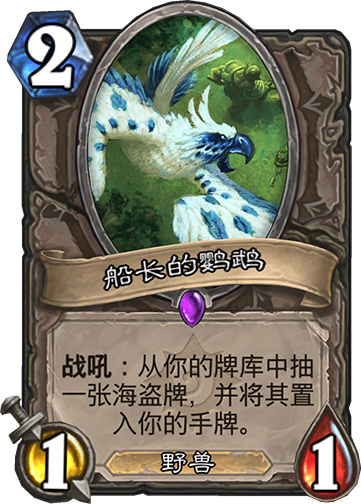 2
船长的鹦鹉
战吼：从你的牌库中抽
一张海盗牌，并将其置
入你的手牌。
1
野兽
1